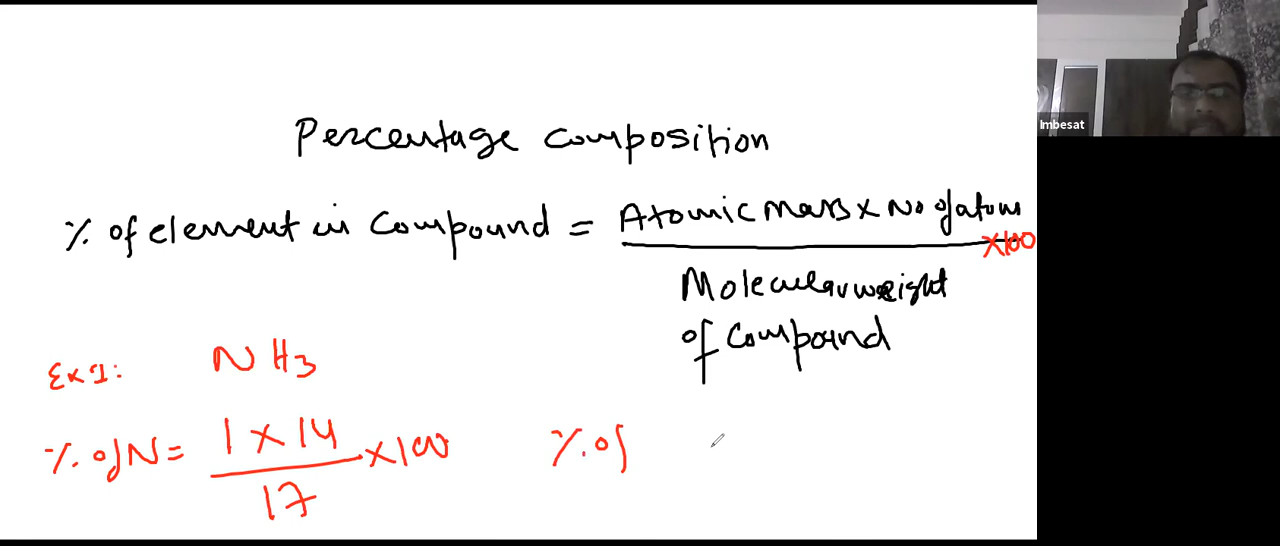 Percentage composition
% of element in compound = Atomic mass x No of atoms
x100
Molecular weight
of compound
Ex 1: NH3
% of N = 1 x 14 x100 % of
17
Imbesat